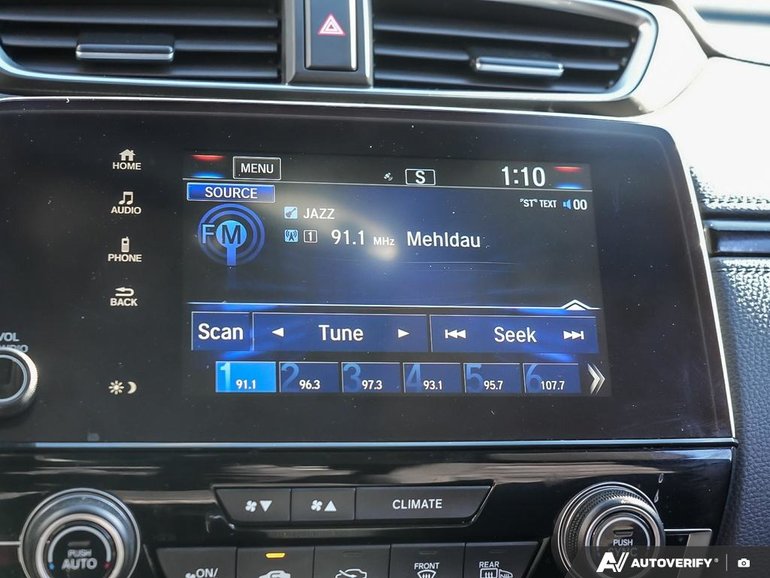 HOME
MENU
S
1:10
SOURCE
"ST" TEXT 00
AUDIO
FM
JAZZ
1 91.1 MHz Mehldau
PHONE
BACK
VOL
Scan
Tune
Seek
1 91.1
2 96.3
3 97.3
4 93.1
5 95.7
6 107.7
CLIMATE
PUSH
AUTO
ON/
FRONT
REAR
PUSH
AUTOVERIFY